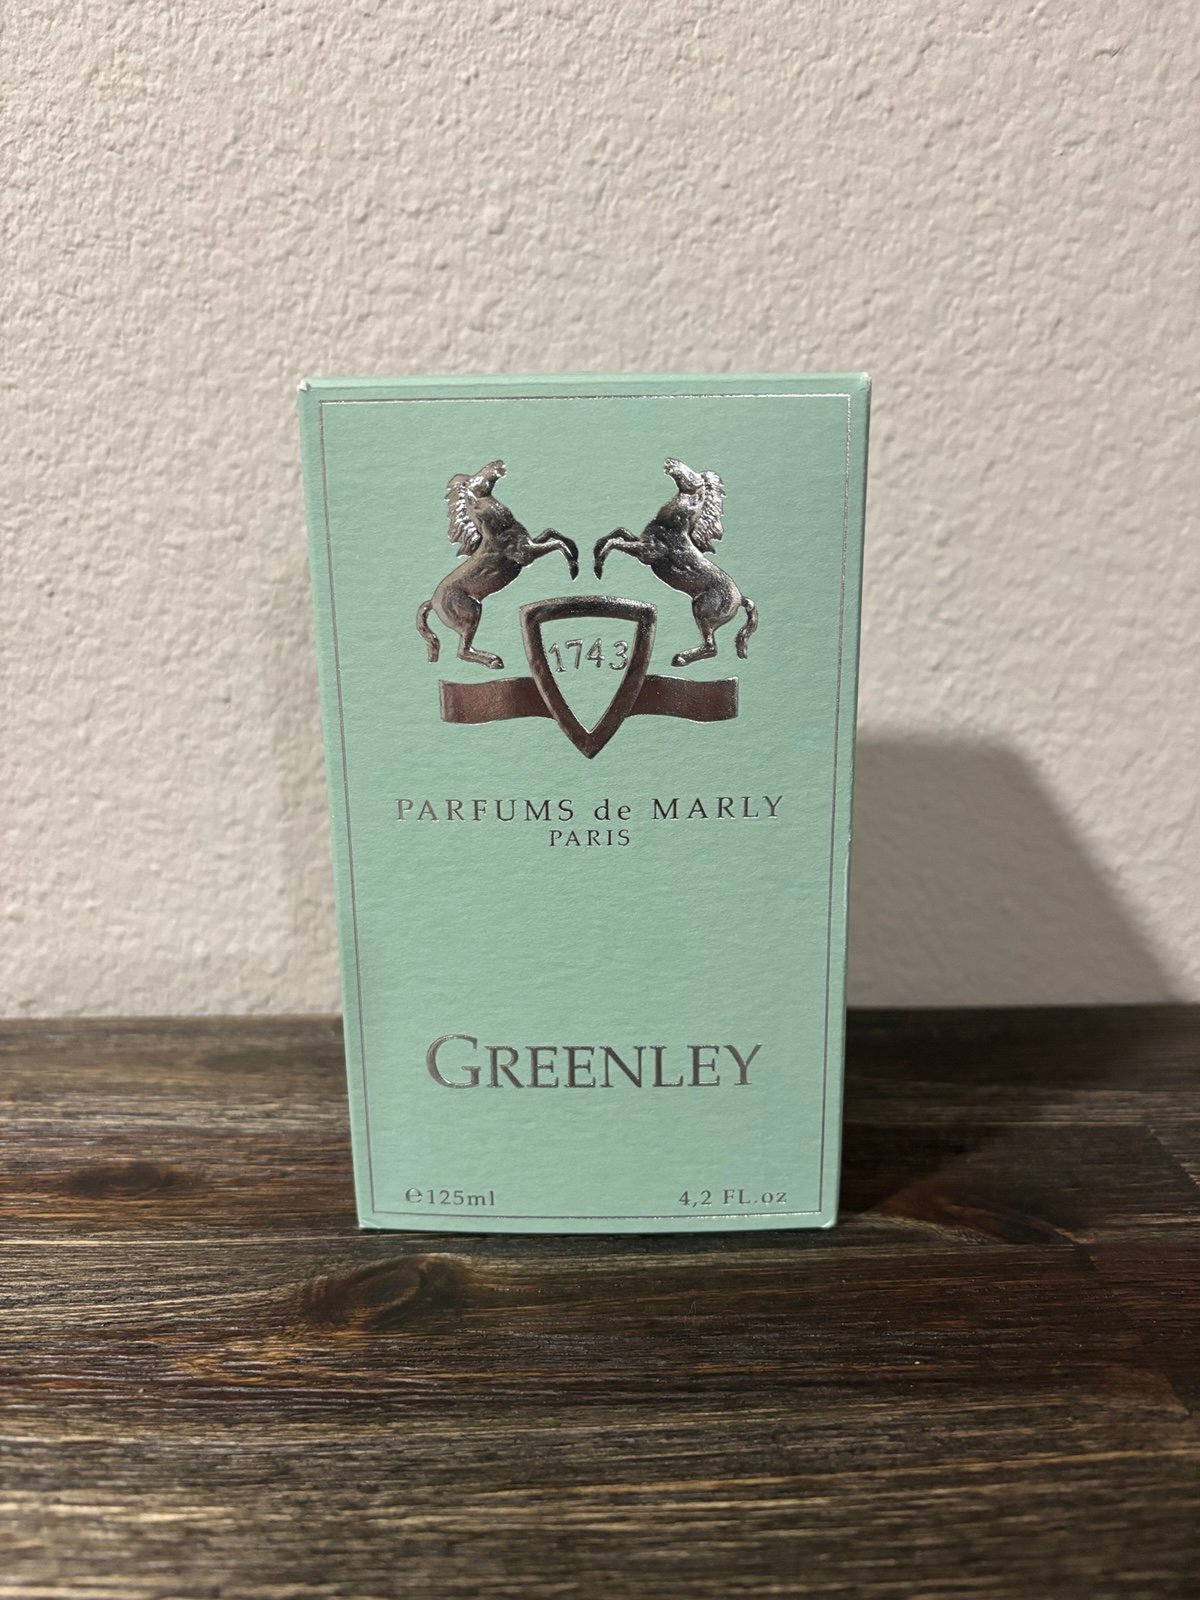 1743
PARFUMS de MARLY
PARIS
GREENLEY
℮125ml 4,2 FL.oz